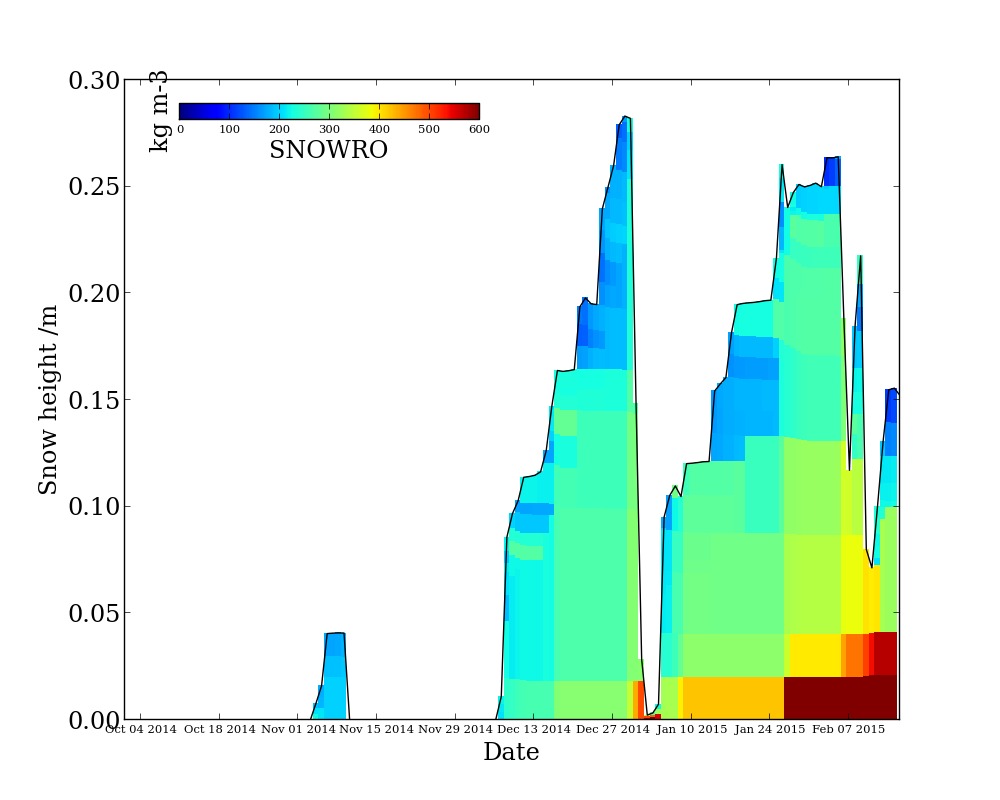 0.30
kg m-3
0 100 200 300 400 500 600
SNOWRO
0.25
0.20
Snow height /m
0.15
0.10
0.05
0.00
Oct 04 2014 Oct 18 2014 Nov 01 2014 Nov 15 2014 Nov 29 2014 Dec 13 2014 Dec 27 2014 Jan 10 2015 Jan 24 2015 Feb 07 2015
Date